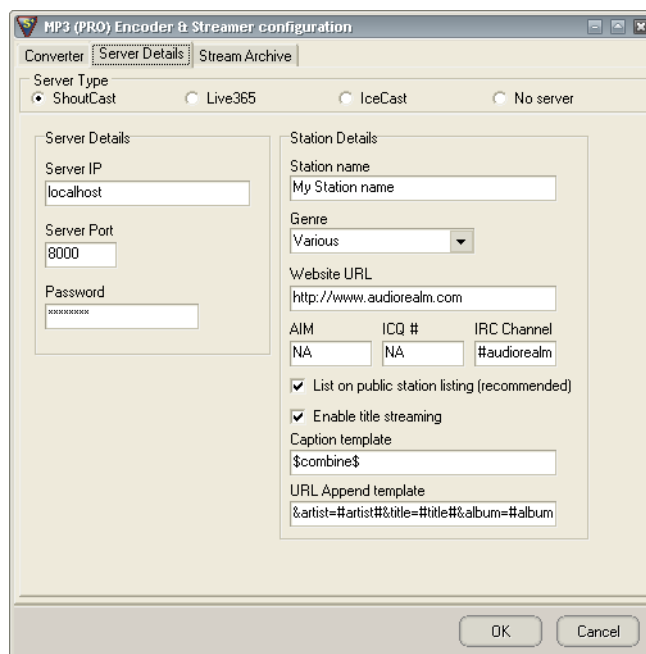 MP3 (PRO) Encoder & Streamer configuration
Converter Server Details Stream Archive
Server Type
ShoutCast Live365 IceCast No server
Server Details
Server IP
localhost
Server Port
8000
Password
********
Station Details
Station name
My Station name
Genre
Various
Website URL
http://www.audiorealm.com
AIM ICQ # IRC Channel
NA NA #audiorealm
List on public station listing (recommended)
Enable title streaming
Caption template
$combine$
URL Append template
&artist=#artist#&title=#title#&album=#album
OK Cancel